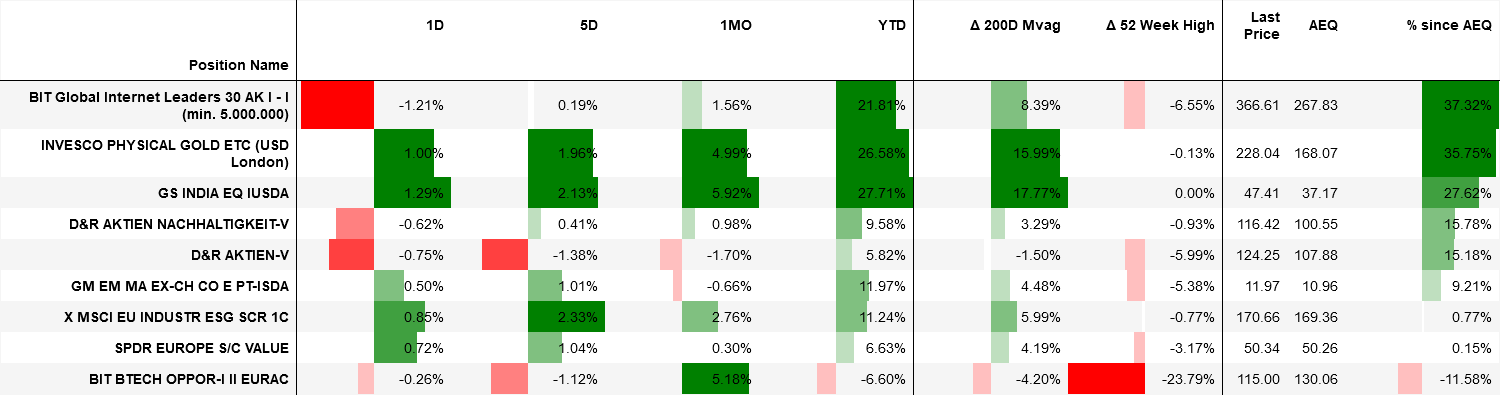 Position Name 1D 5D 1MO YTD Δ 200D Mvag Δ 52 Week High Last Price AEQ % since AEQ
BIT Global Internet Leaders 30 AK I - I (min. 5.000.000) -1.21% 0.19% 1.56% 21.81% 8.39% -6.55% 366.61 267.83 37.32%
INVESCO PHYSICAL GOLD ETC (USD London) 1.00% 1.96% 4.99% 26.58% 15.99% -0.13% 228.04 168.07 35.75%
GS INDIA EQ IUSDA 1.29% 2.13% 5.92% 27.71% 17.77% 0.00% 47.41 37.17 27.62%
D&R AKTIEN NACHHALTIGKEIT-V -0.62% 0.41% 0.98% 9.58% 3.29% -0.93% 116.42 100.55 15.78%
D&R AKTIEN-V -0.75% -1.38% -1.70% 5.82% -1.50% -5.99% 124.25 107.88 15.18%
GM EM MA EX-CH CO E PT-ISDA 0.50% 1.01% -0.66% 11.97% 4.48% -5.38% 11.97 10.96 9.21%
X MSCI EU INDUSTR ESG SCR 1C 0.85% 2.33% 2.76% 11.24% 5.99% -0.77% 170.66 169.36 0.77%
SPDR EUROPE S/C VALUE 0.72% 1.04% 0.30% 6.63% 4.19% -3.17% 50.34 50.26 0.15%
BIT BTECH OPPOR-I II EURAC -0.26% -1.12% 5.18% -6.60% -4.20% -23.79% 115.00 130.06 -11.58%